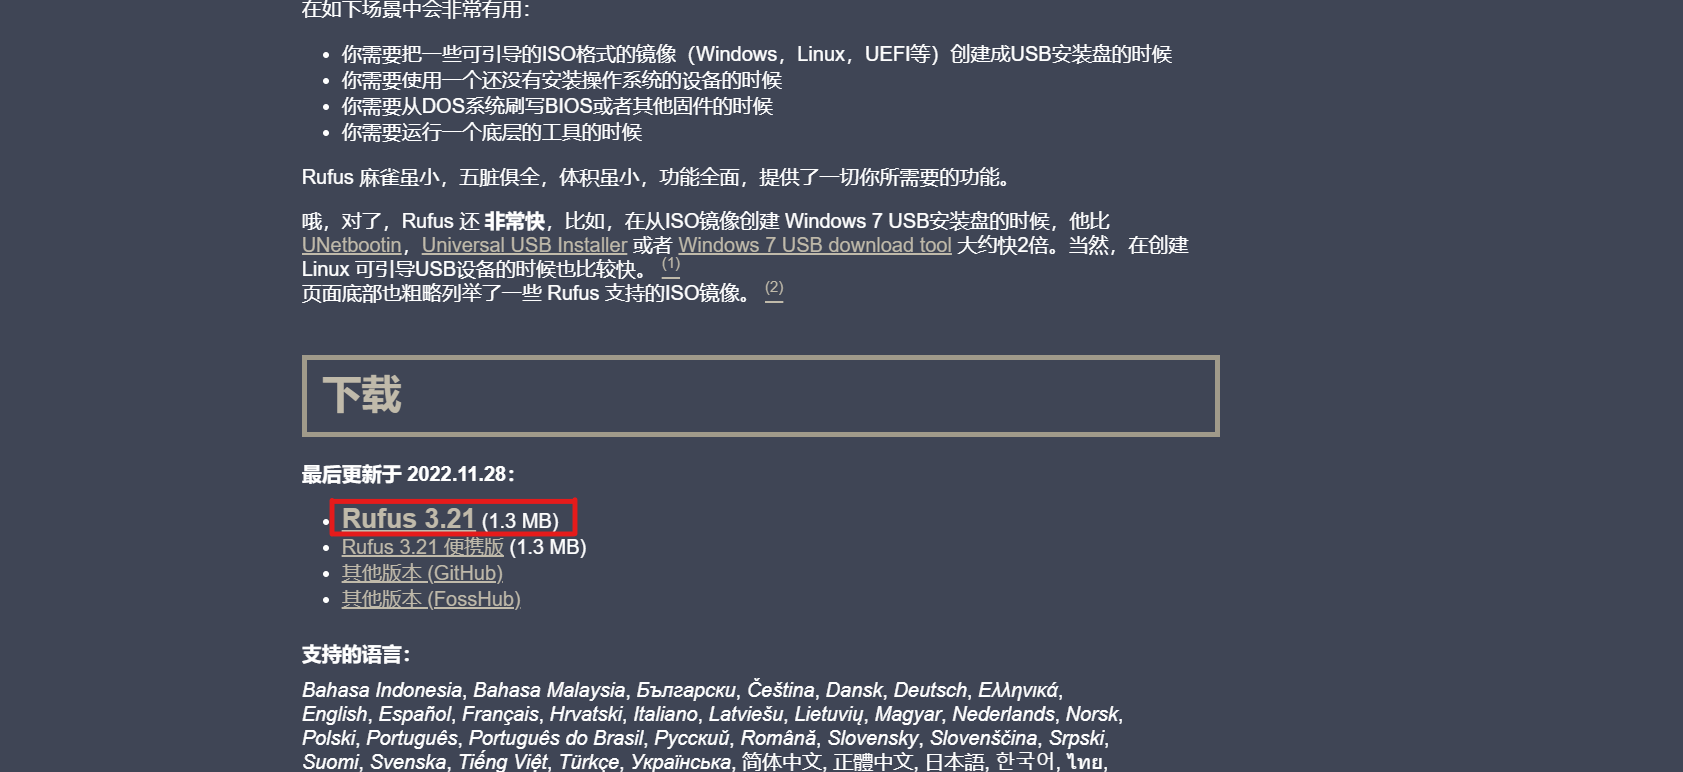 在如下场景中会非常有用：
• 你需要把一些可引导的ISO格式的镜像（Windows，Linux，UEFI等）创建成USB安装盘的时候
• 你需要使用一个还没有安装操作系统的设备的时候
• 你需要从DOS系统刷写BIOS或者其他固件的时候
• 你需要运行一个底层的工具的时候
Rufus 麻雀虽小，五脏俱全，体积虽小，功能全面，提供了一切你所需要的功能。
哦，对了，Rufus 还 非常快，比如，在从ISO镜像创建 Windows 7 USB安装盘的时候，他比
UNetbootin，Universal USB Installer 或者 Windows 7 USB download tool 大约快2倍。当然，在创建
Linux 可引导USB设备的时候也比较快。 (1)
页面底部也粗略列举了一些 Rufus 支持的ISO镜像。 (2)
下载
最后更新于 2022.11.28：
• Rufus 3.21 (1.3 MB)
• Rufus 3.21 便携版 (1.3 MB)
• 其他版本 (GitHub)
• 其他版本 (FossHub)
支持的语言：
Bahasa Indonesia, Bahasa Malaysia, Български, Čeština, Dansk, Deutsch, Ελληνικά,
English, Español, Français, Hrvatski, Italiano, Latviešu, Lietuvių, Magyar, Nederlands, Norsk,
Polski, Português, Português do Brasil, Русский, Română, Slovensky, Slovenščina, Srpski,
Suomi, Svenska, Tiếng Việt, Türkçe, Українська, 简体中文, 正體中文, 日本語, 한국어, ไทย,